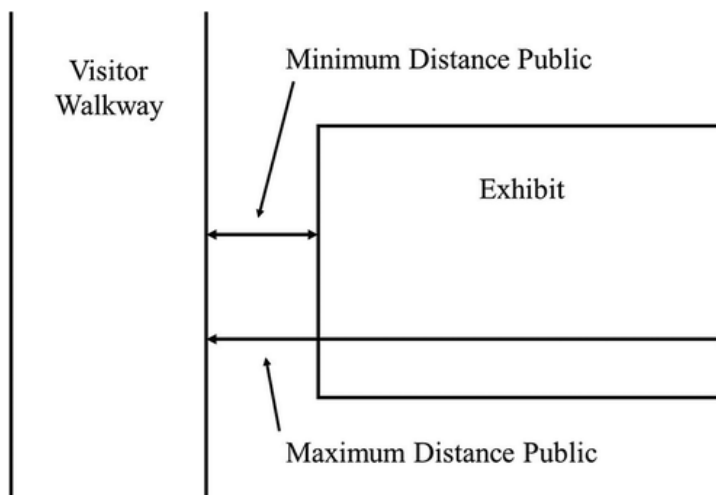 Visitor
Walkway
Minimum Distance Public
Exhibit
Maximum Distance Public